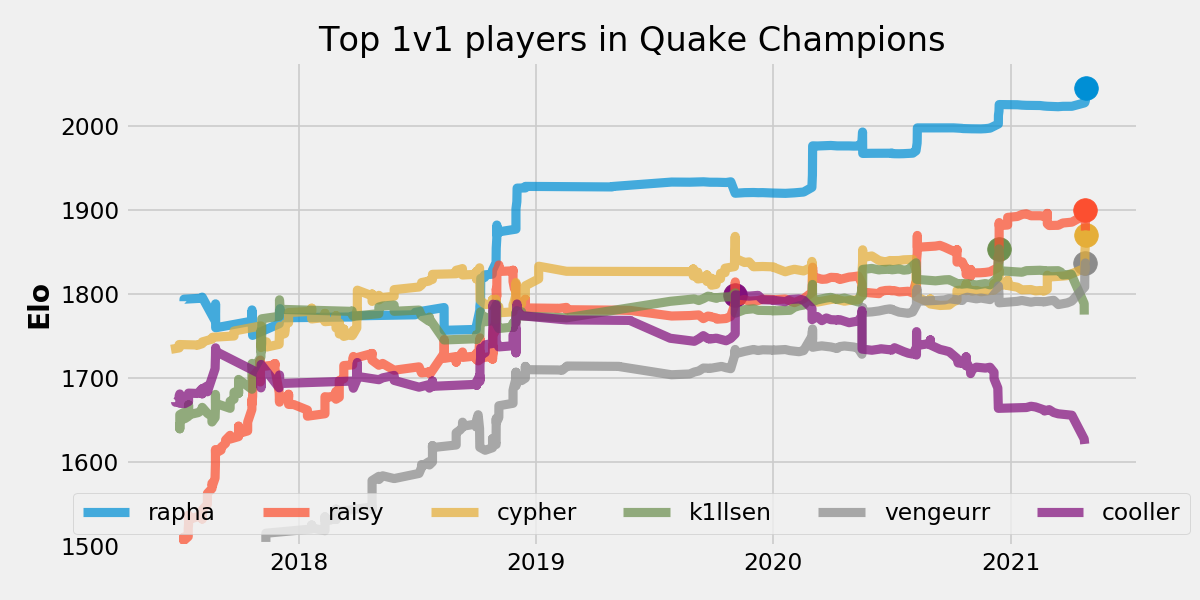 Top 1v1 players in Quake Champions
Elo
2000
1900
1800
1700
1600
1500
rapha raisy cypher k1llsen vengeurr cooller
2018 2019 2020 2021